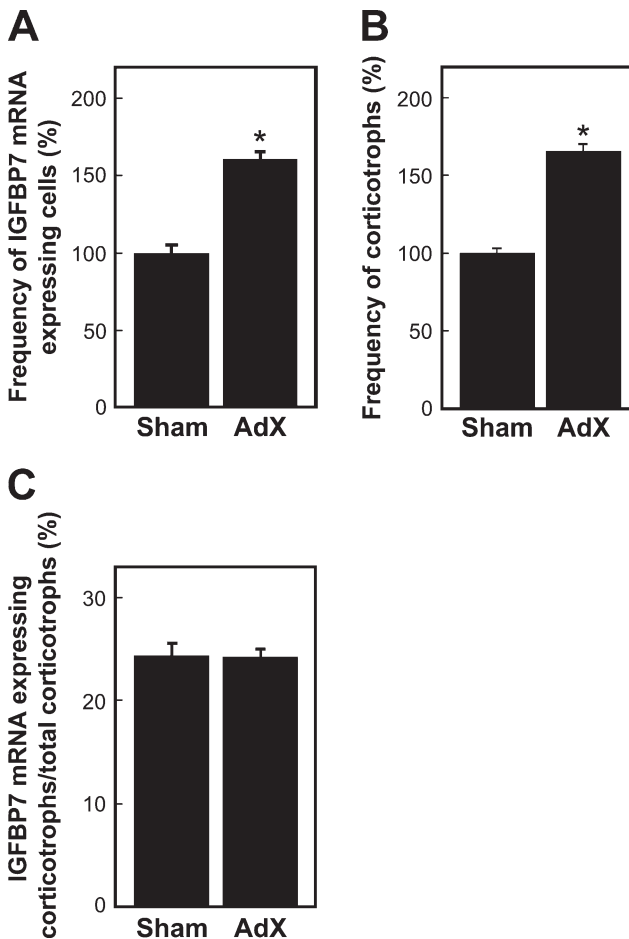 A
Frequency of IGFBP7 mRNA
expressing cells (%)
200
150
100
50
0
*
Sham AdX
B
Frequency of corticotrophs (%)
200
150
100
50
0
*
Sham AdX
C
IGFBP7 mRNA expressing
corticotrophs/total corticotrophs (%)
30
20
10
0
Sham AdX